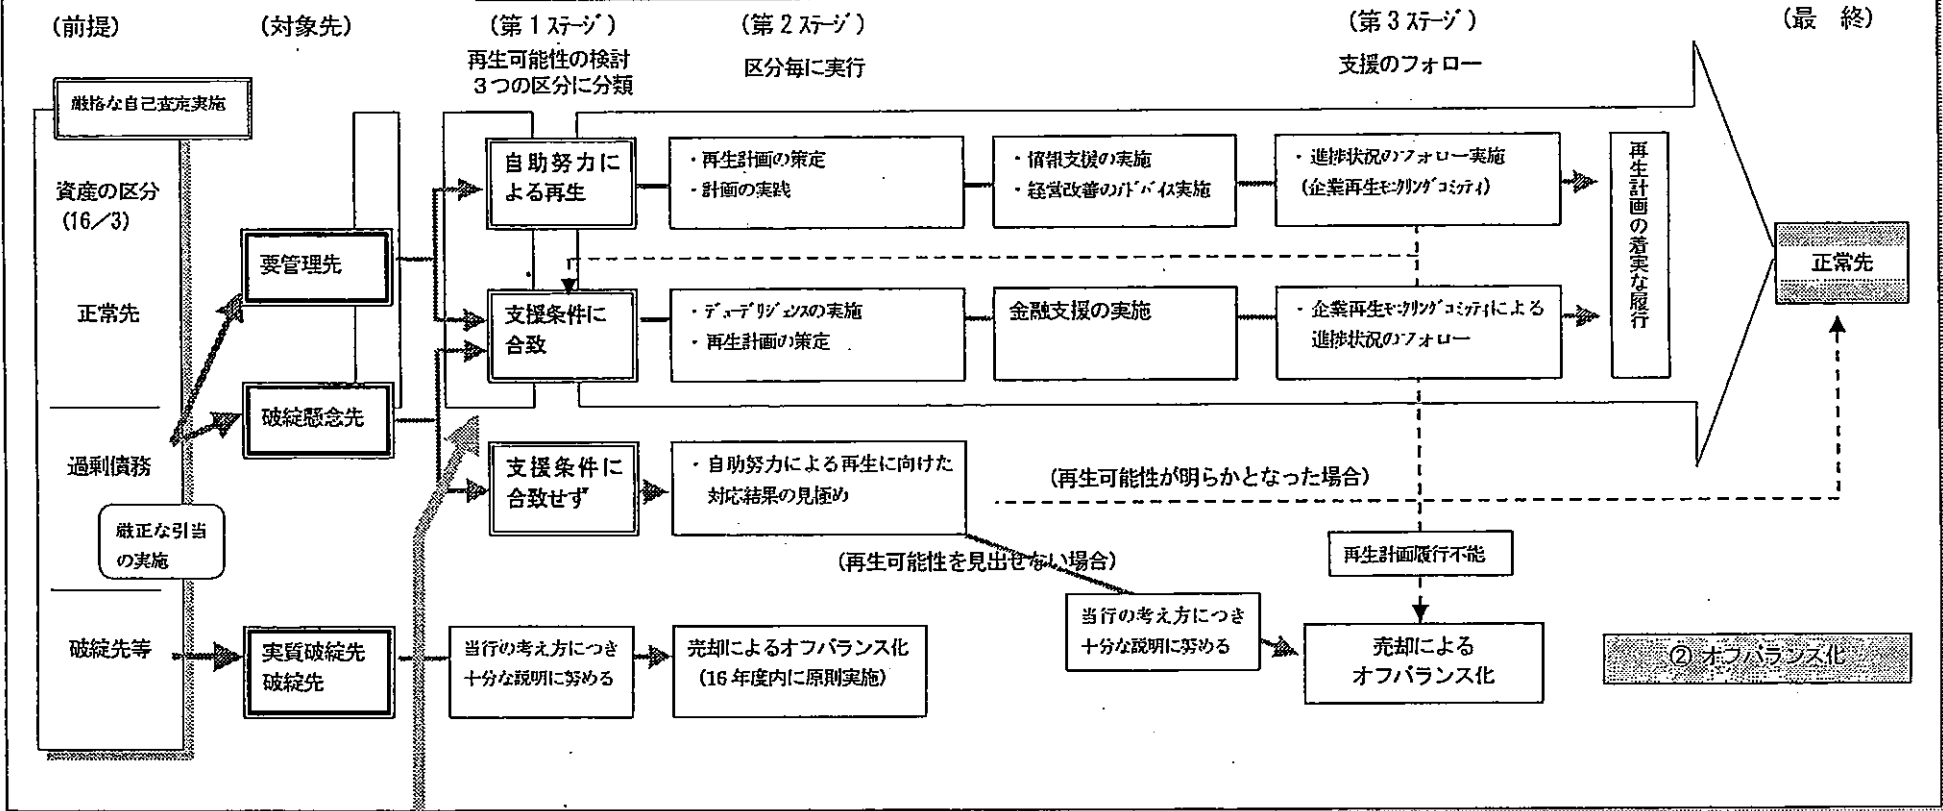 (前提)
(対象先)
(第1ステージ)
(第2ステージ)
(第3ステージ)
(最 終)
再生可能性の検討
3つの区分に分類
区分毎に実行
支援のフォロー
厳格な自己査定実施
資産の区分
(16/3)
正常先
過剰債務
厳正な引当
の実施
破綻先等
要管理先
破綻懸念先
実質破綻先
破綻先
自助努力に
よる再生
・再生計画の策定
・計画の実践
・情報支援の実施
・経営改善のアドバイス実施
・進捗状況のフォロー実施
(企業再生モニタリングコミッティ)
支援条件に
合致
・デューデリジェンスの実施
・再生計画の策定
金融支援の実施
・企業再生モニタリングコミッティによる
進捗状況のフォロー
再生計画の着実な履行
正常先
支援条件に
合致せず
・自助努力による再生に向けた
対応結果の見極め
(再生可能性が明らかとなった場合)
(再生可能性を見出せない場合)
再生計画履行不能
当行の考え方につき
十分な説明に努める
売却によるオフバランス化
(16年度内に原則実施)
当行の考え方につき
十分な説明に努める
売却による
オフバランス化
② オフバランス化